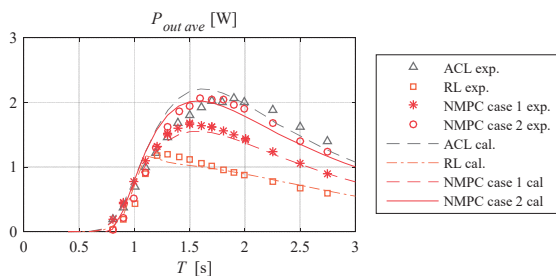 P_out ave [W]
3
2
1
0
0 0.5 1 1.5 2 2.5 3
T [s]
ACL exp.
RL exp.
NMPC case 1 exp.
NMPC case 2 exp.
ACL cal.
RL cal.
NMPC case 1 cal
NMPC case 2 cal